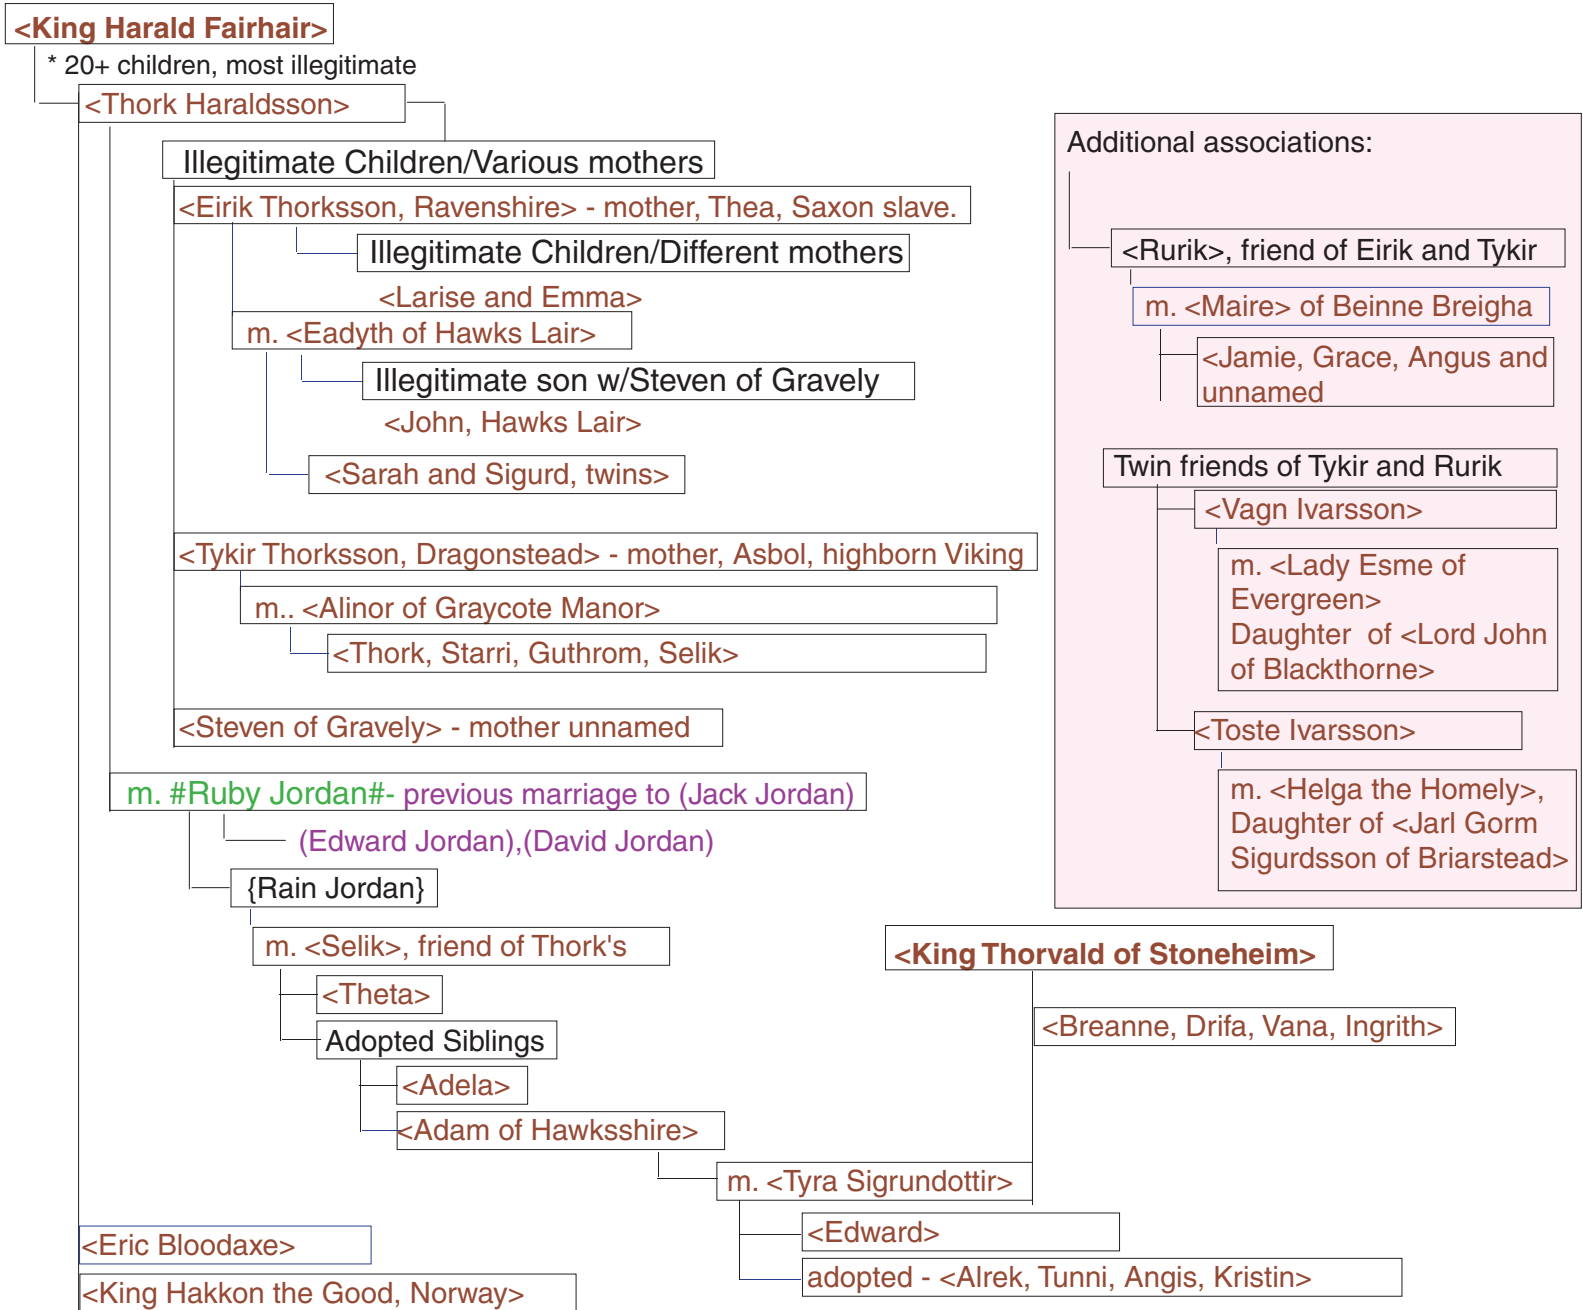 <King Harald Fairhair>
* 20+ children, most illegitimate
<Thork Haraldsson>
Illegitimate Children/Various mothers
<Eirik Thorksson, Ravenshire> - mother, Thea, Saxon slave.
Illegitimate Children/Different mothers
<Larise and Emma>
m. <Eadyth of Hawks Lair>
Illegitimate son w/Steven of Gravely
<John, Hawks Lair>
<Sarah and Sigurd, twins>
<Tykir Thorksson, Dragonstead> - mother, Asbol, highborn Viking
m.. <Alinor of Graycote Manor>
<Thork, Starri, Guthrom, Selik>
<Steven of Gravely> - mother unnamed
m. #Ruby Jordan#- previous marriage to (Jack Jordan)
(Edward Jordan),(David Jordan)
{Rain Jordan}
m. <Selik>, friend of Thork's
<Theta>
Adopted Siblings
<Adela>
<Adam of Hawksshire>
m. <Tyra Sigrundottir>
<Edward>
adopted - <Alrek, Tunni, Angis, Kristin>
<Eric Bloodaxe>
<King Hakkon the Good, Norway>
<King Thorvald of Stoneheim>
<Breanne, Drifa, Vana, Ingrith>
Additional associations:
<Rurik>, friend of Eirik and Tykir
m. <Maire> of Beinne Breigha
<Jamie, Grace, Angus and
unnamed
Twin friends of Tykir and Rurik
<Vagn Ivarsson>
m. <Lady Esme of
Evergreen>
Daughter of <Lord John
of Blackthorne>
<Toste Ivarsson>
m. <Helga the Homely>,
Daughter of <Jarl Gorm
Sigurdsson of Briarstead>